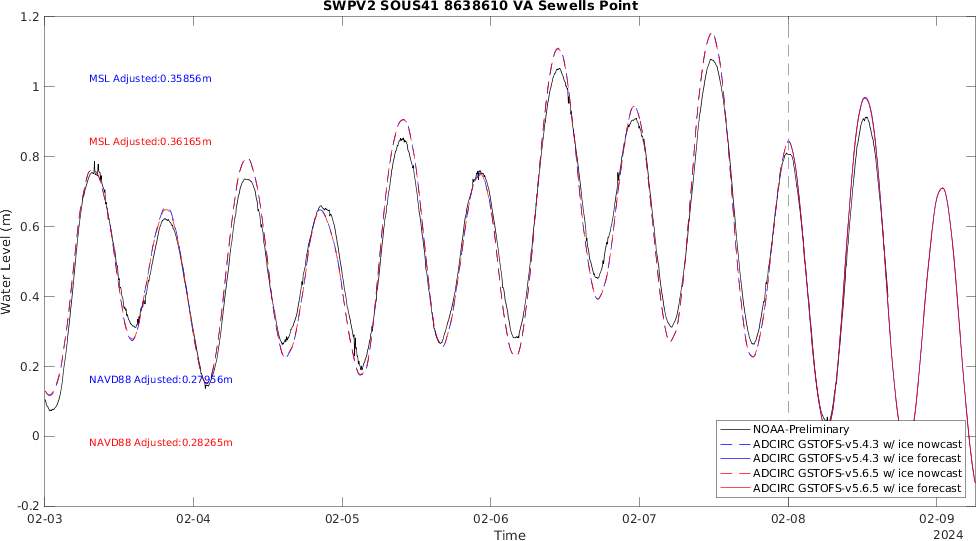 SWPV2 SOUS41 8638610 VA Sewells Point
1.2
1
0.8
0.6
0.4
0.2
0
-0.2
Water Level (m)
MSL Adjusted:0.35856m
MSL Adjusted:0.36165m
NAVD88 Adjusted:0.27956m
NAVD88 Adjusted:0.28265m
NOAA-Preliminary
ADCIRC GSTOFS-v5.4.3 w/ ice nowcast
ADCIRC GSTOFS-v5.4.3 w/ ice forecast
ADCIRC GSTOFS-v5.6.5 w/ ice nowcast
ADCIRC GSTOFS-v5.6.5 w/ ice forecast
02-03 02-04 02-05 02-06 02-07 02-08 02-09
2024
Time